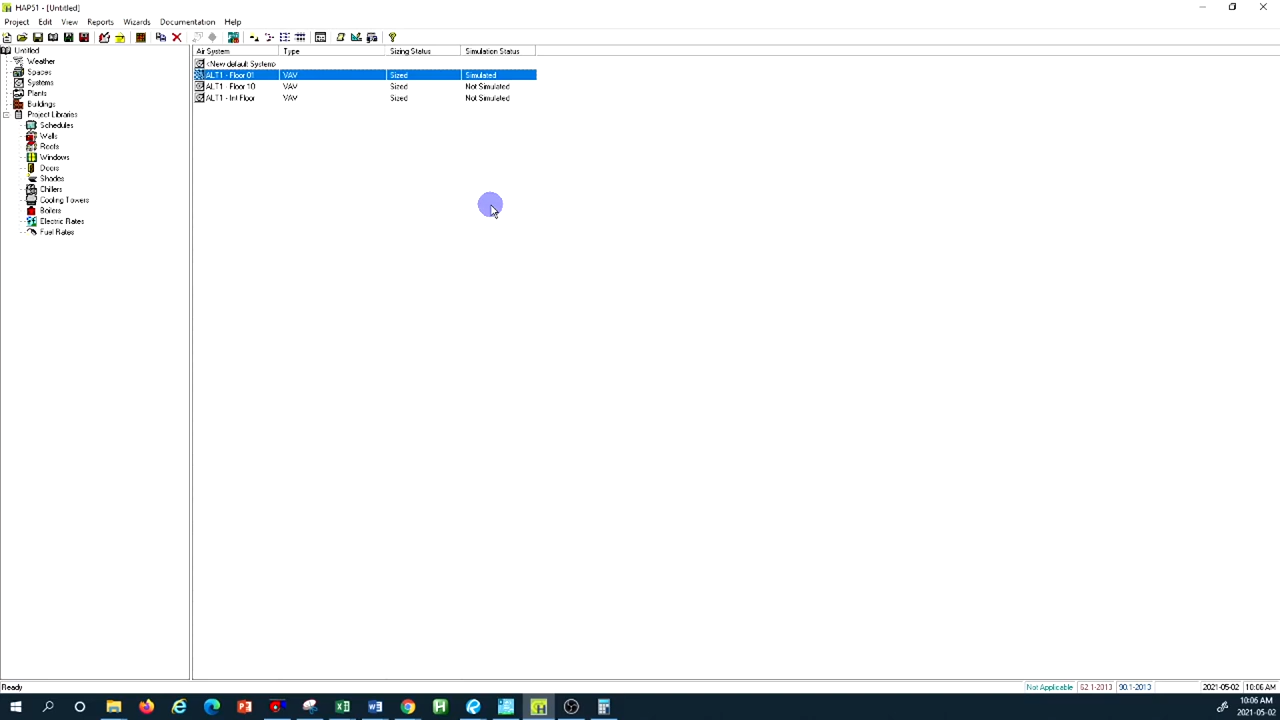 HAP51 - [Untitled]
Project Edit View Reports Wizards Documentation Help
Untitled
Weather
Spaces
Systems
Plants
Buildings
Project Libraries
Schedules
Walls
Roofs
Windows
Doors
Shades
Chillers
Cooling Towers
Boilers
Electric Rates
Fuel Rates
Air System Type Sizing Status Simulation Status
<New default System>
ALT1 - Floor 01 VAV Sized Simulated
ALT1 - Floor 10 VAV Sized Not Simulated
ALT1 - Int Floor VAV Sized Not Simulated
Ready
Not Applicable 62.1-2013 90.1-2013 2021-05-02 10:06 AM
10:06 AM
2021-05-02